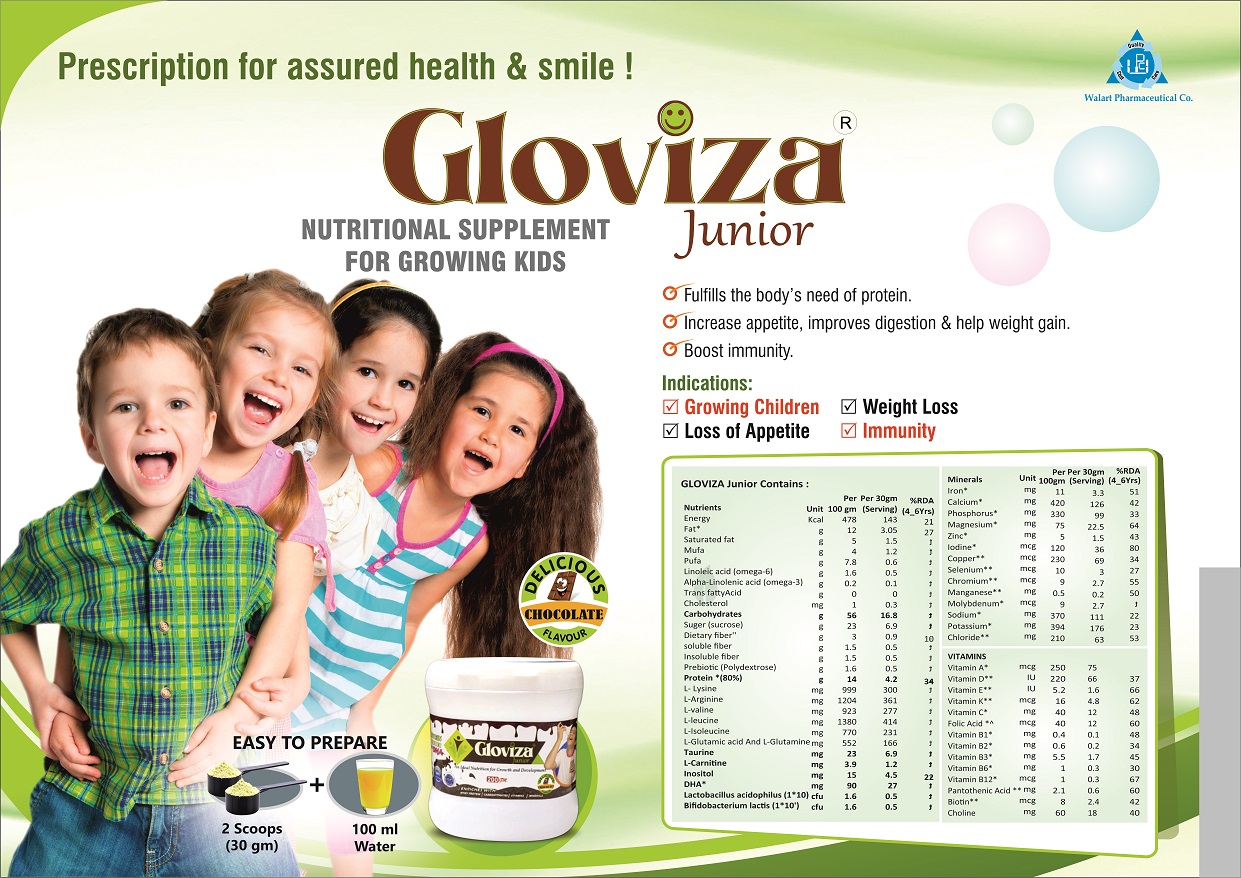 Prescription for assured health & smile !
Quality
Cost
Care
Walart Pharmaceutical Co.
Gloviza ®
Junior
NUTRITIONAL SUPPLEMENT
FOR GROWING KIDS
Fulfills the body's need of protein.
Increase appetite, improves digestion & help weight gain.
Boost immunity.
Indications:
Growing Children Weight Loss
Loss of Appetite Immunity
DELICIOUS
CHOCOLATE
FLAVOUR
Gloviza
Junior
An Ideal Nutrition for Growth and Development
200
EASY TO PREPARE
+
2 Scoops
(30 gm)
100 ml
Water
GLOVIZA Junior Contains :
Nutrients Unit Per 100 gm Per 30gm (Serving) %RDA (4_6Yrs)
Energy Kcal 478 143 21
Fat* g 12 3.05 27
Saturated fat g 5 1.5 t
Mufa g 4 1.2 t
Pufa g 7.8 0.6 t
Linoleic acid (omega-6) g 1.6 0.5 t
Alpha-Linolenic acid (omega-3) g 0.2 0.1 t
Trans fattyAcid g 0 0 t
Cholesterol mg 1 0.3 t
Carbohydrates g 56 16.8 t
Suger (sucrose) g 23 6.9 t
Dietary fiber" g 3 0.9 10
soluble fiber g 1.5 0.5 t
Insoluble fiber g 1.5 0.5 t
Prebiotic (Polydextrose) g 1.6 0.5 t
Protein *(80%) g 14 4.2 34
L- Lysine mg 999 300 t
L-Arginine mg 1204 361 t
L-valine mg 923 277 t
L-leucine mg 1380 414 t
L-Isoleucine mg 770 231 t
L-Glutamic acid And L-Glutamine mg 552 166 t
Taurine mg 23 6.9 t
L-Carnitine mg 3.9 1.2 t
Inositol mg 15 4.5 22
DHA* mg 90 27 t
Lactobacillus acidophilus (1*10) cfu 1.6 0.5 t
Bifidobacterium lactis (1*10') cfu 1.6 0.5 t
Minerals Unit Per 100gm Per 30gm (Serving) %RDA (4_6Yrs)
Iron* mg 11 3.3 51
Calcium* mg 420 126 42
Phosphorus* mg 330 99 33
Magnesium* mg 75 22.5 64
Zinc* mg 5 1.5 43
Iodine* mcg 120 36 80
Copper** mcg 230 69 34
Selenium** mcg 10 3 27
Chromium** mcg 9 2.7 55
Manganese** mg 0.5 0.2 50
Molybdenum* mcg 9 2.7 t
Sodium* mg 370 111 22
Potassium* mg 394 176 23
Chloride** mg 210 63 53
VITAMINS
Vitamin A* mcg 250 75
Vitamin D** IU 220 66 37
Vitamin E** IU 5.2 1.6 66
Vitamin K** mcg 16 4.8 62
Vitamin C* mg 40 12 48
Folic Acid *^ mcg 40 12 60
Vitamin B1* mg 0.4 0.1 48
Vitamin B2* mg 0.6 0.2 34
Vitamin B3* mg 5.5 1.7 45
Vitamin B6* mg 1 0.3 30
Vitamin B12* mcg 1 0.3 67
Pantothenic Acid ** mg 2.1 0.6 60
Biotin** mcg 8 2.4 42
Choline mg 60 18 40